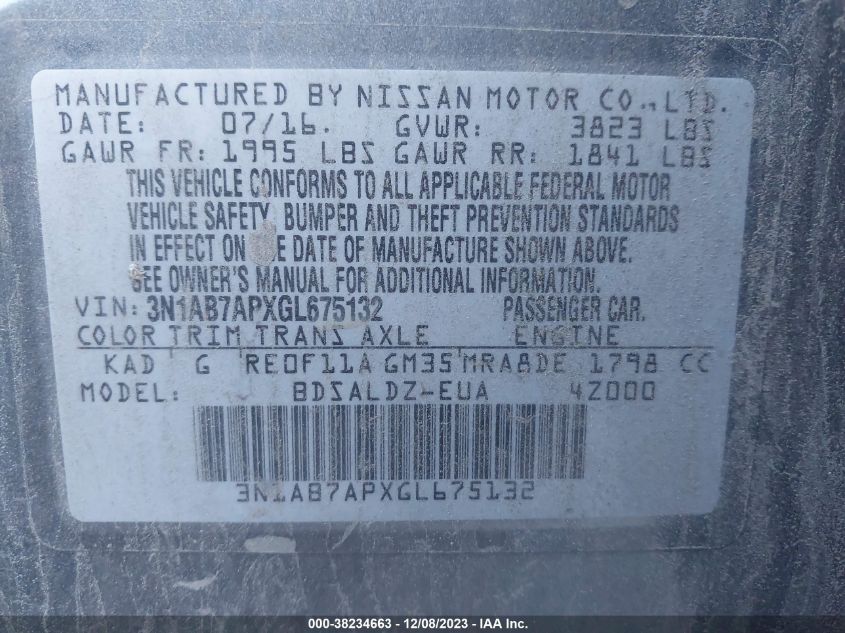 MANUFACTURED BY NISSAN MOTOR CO., LTD.
DATE: 07/16. GVWR: 3823 LBS
GAWR FR: 1995 LBS GAWR RR: 1841 LBS
THIS VEHICLE CONFORMS TO ALL APPLICABLE FEDERAL MOTOR
VEHICLE SAFETY, BUMPER AND THEFT PREVENTION STANDARDS
IN EFFECT ON THE DATE OF MANUFACTURE SHOWN ABOVE.
SEE OWNER'S MANUAL FOR ADDITIONAL INFORMATION.
VIN: 3N1AB7APXGL675132 PASSENGER CAR.
COLOR TRIM TRANS AXLE ENGINE
KAD G RE0F11A GM35 MRA8DE 1798 CC
MODEL: BDSALDZ-EUA 4Z000
3N1AB7APXGL675132
000-38234663 - 12/08/2023 - IAA Inc.